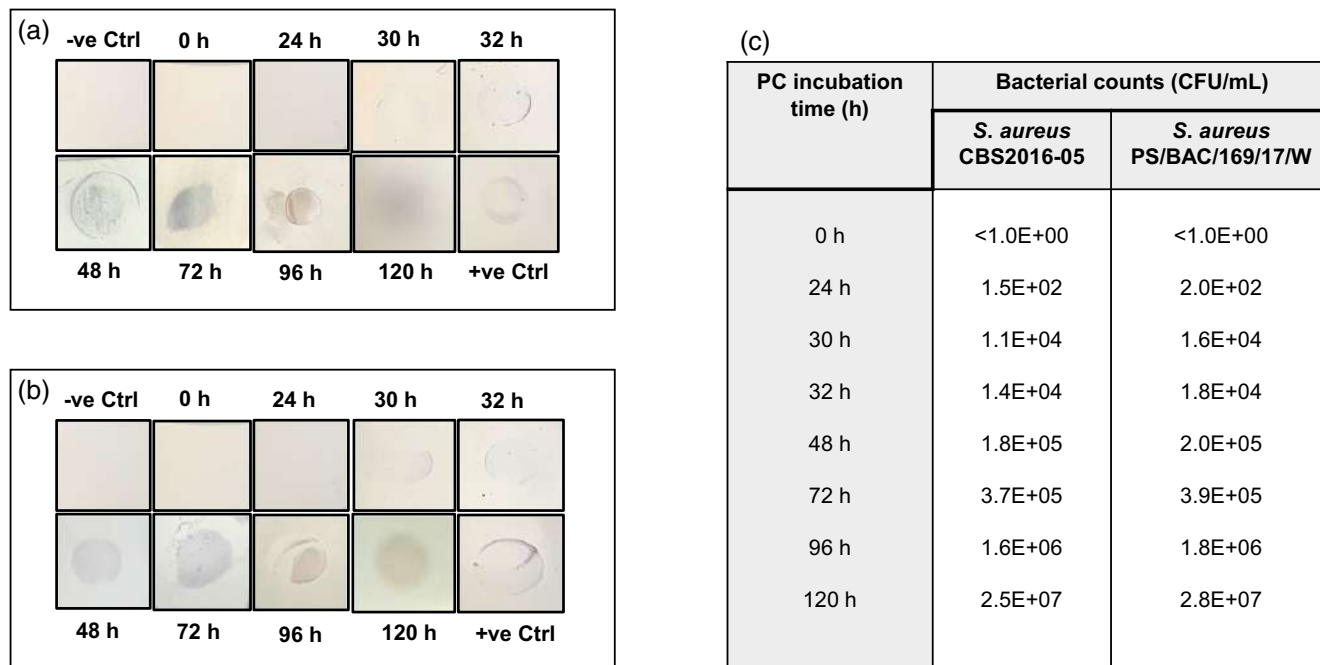 (a)
-ve Ctrl 0 h 24 h 30 h 32 h
48 h 72 h 96 h 120 h +ve Ctrl
(b)
-ve Ctrl 0 h 24 h 30 h 32 h
48 h 72 h 96 h 120 h +ve Ctrl
(c)
PC incubation
time (h)
Bacterial counts (CFU/mL)
S. aureus
CBS2016-05
S. aureus
PS/BAC/169/17/W
0 h <1.0E+00 <1.0E+00
24 h 1.5E+02 2.0E+02
30 h 1.1E+04 1.6E+04
32 h 1.4E+04 1.8E+04
48 h 1.8E+05 2.0E+05
72 h 3.7E+05 3.9E+05
96 h 1.6E+06 1.8E+06
120 h 2.5E+07 2.8E+07